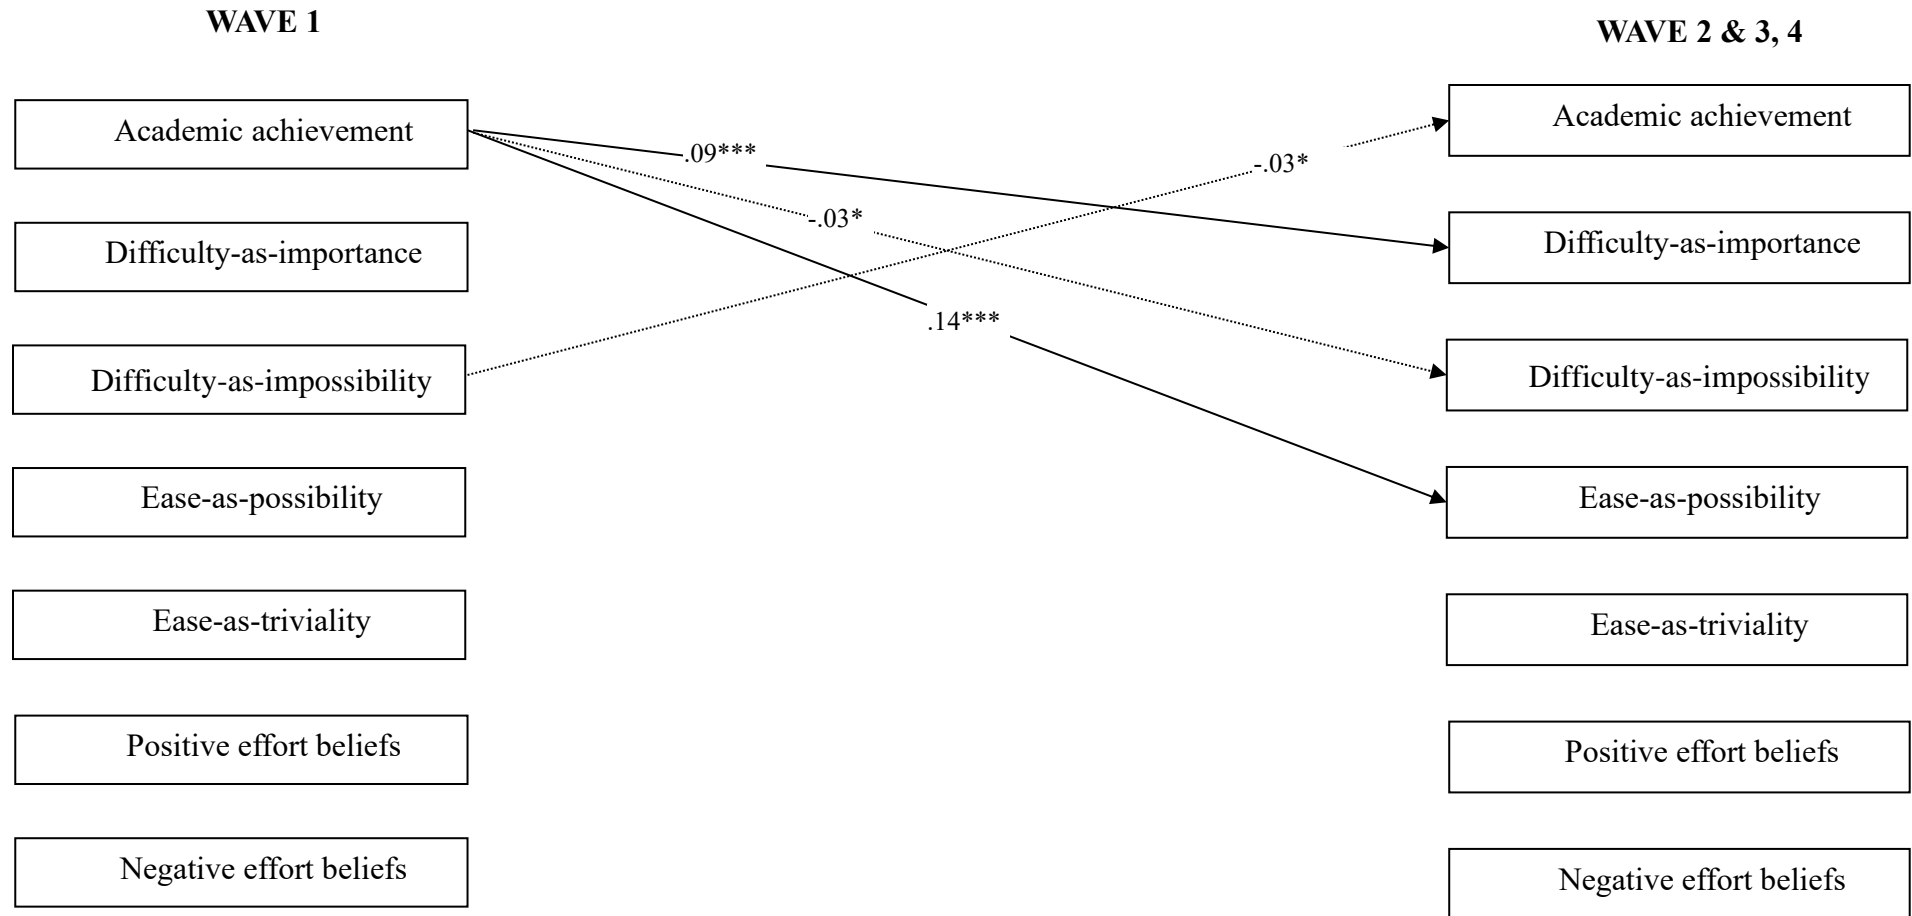 WAVE 1
WAVE 2 & 3, 4
Academic achievement
Difficulty-as-importance
Difficulty-as-impossibility
Ease-as-possibility
Ease-as-triviality
Positive effort beliefs
Negative effort beliefs
.09***
-.03*
.14***
-.03*
Academic achievement
Difficulty-as-importance
Difficulty-as-impossibility
Ease-as-possibility
Ease-as-triviality
Positive effort beliefs
Negative effort beliefs